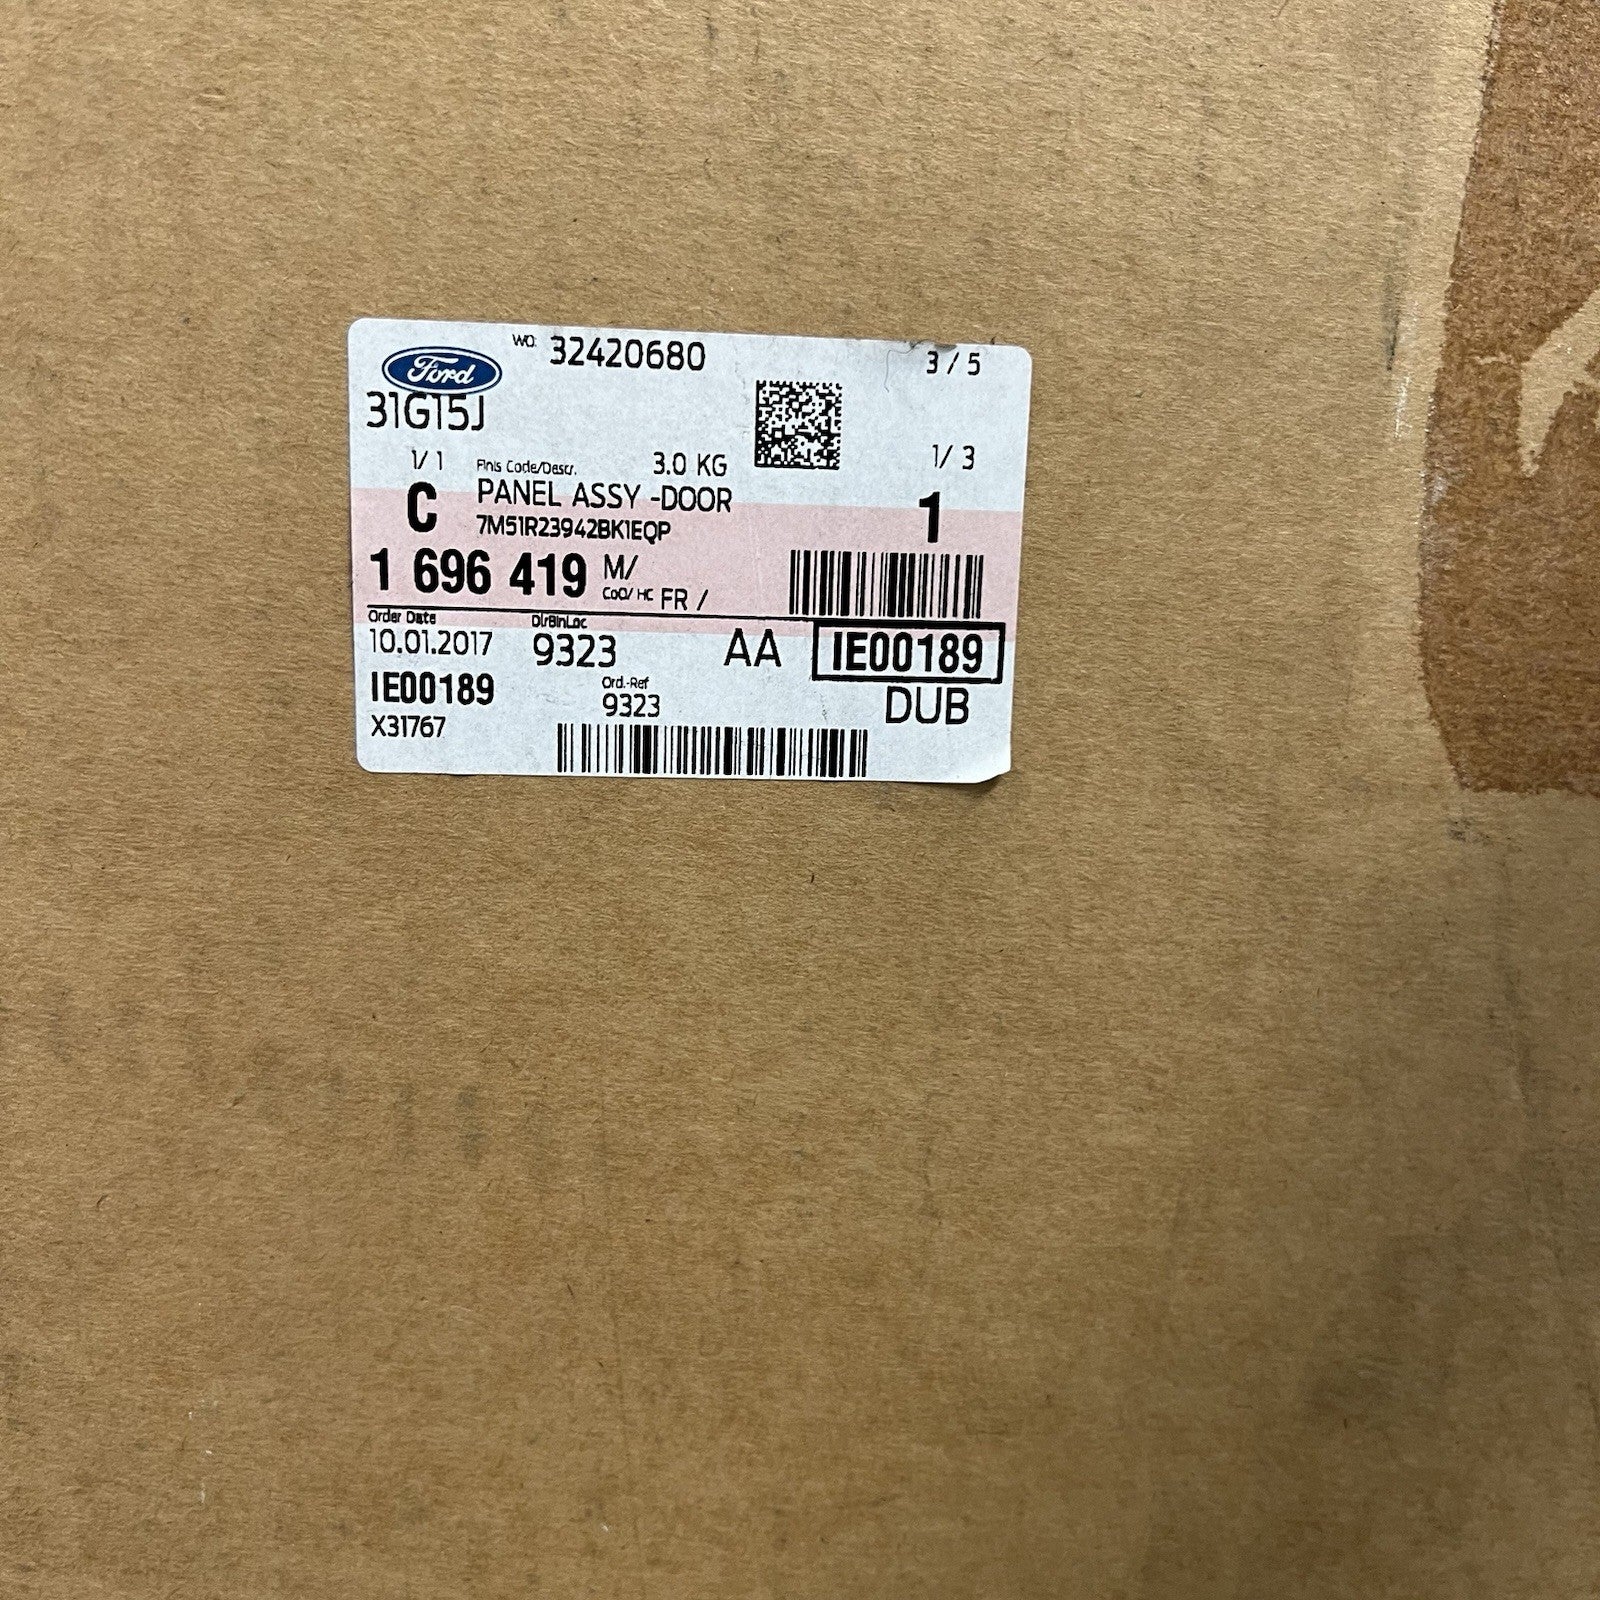 WO: 32420680
3 / 5
Ford
31G15J
1/ 1
Finis Code/Descr.
3.0 KG
1/ 3
C
PANEL ASSY -DOOR
1
7M51R23942BK1EQP
1 696 419
M/
CoO/ HC FR /
Order Date
DlrBinLoc
10.01.2017
9323
AA
IE00189
IE00189
Ord.-Ref
9323
DUB
X31767